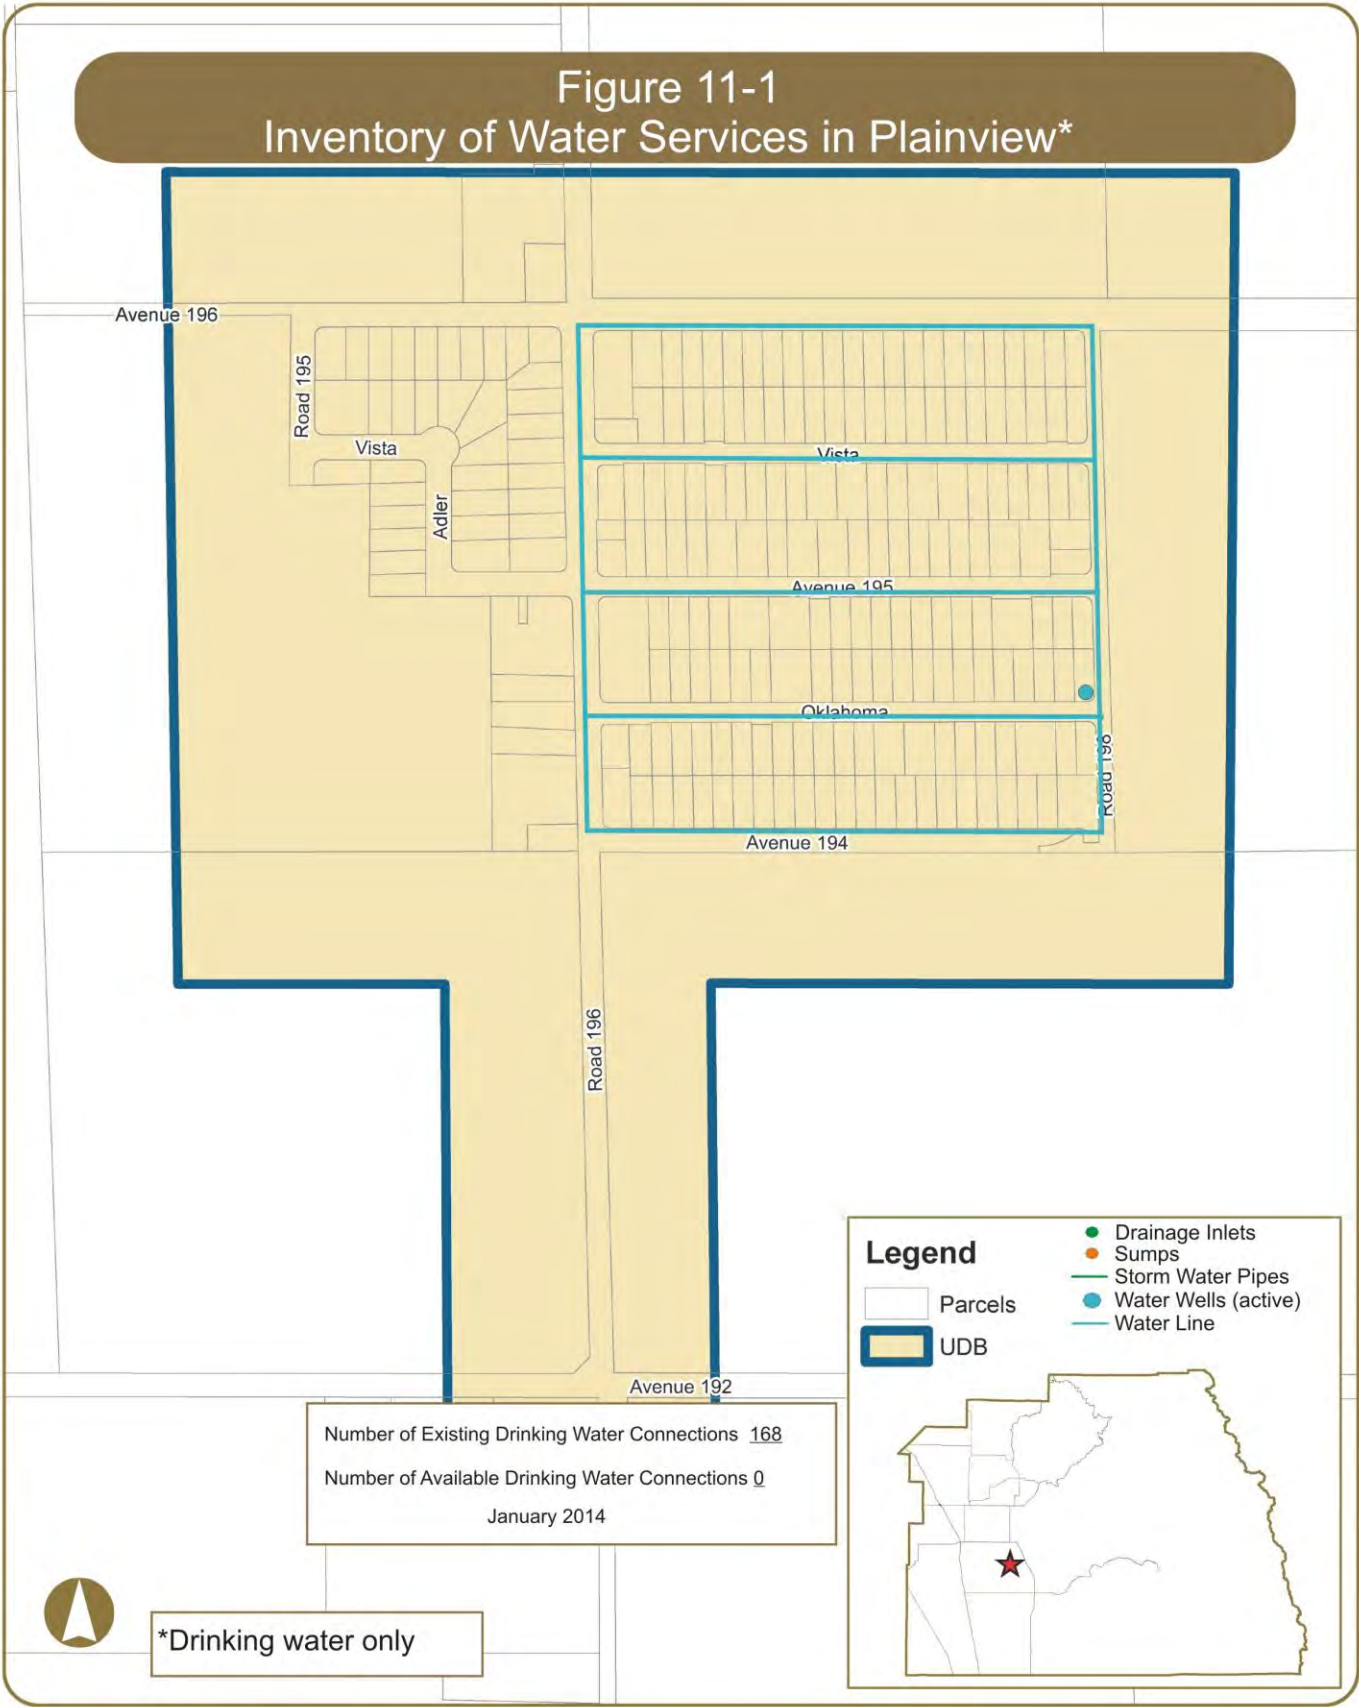 Figure 11-1
Inventory of Water Services in Plainview*
Avenue 196
Road 195
Vista
Adler
Vista
Avenue 195
Oklahoma
Road 198
Avenue 194
Road 196
Avenue 192
Number of Existing Drinking Water Connections 168
Number of Available Drinking Water Connections 0
January 2014
*Drinking water only
Legend
Parcels
UDB
Drainage Inlets
Sumps
Storm Water Pipes
Water Wells (active)
Water Line